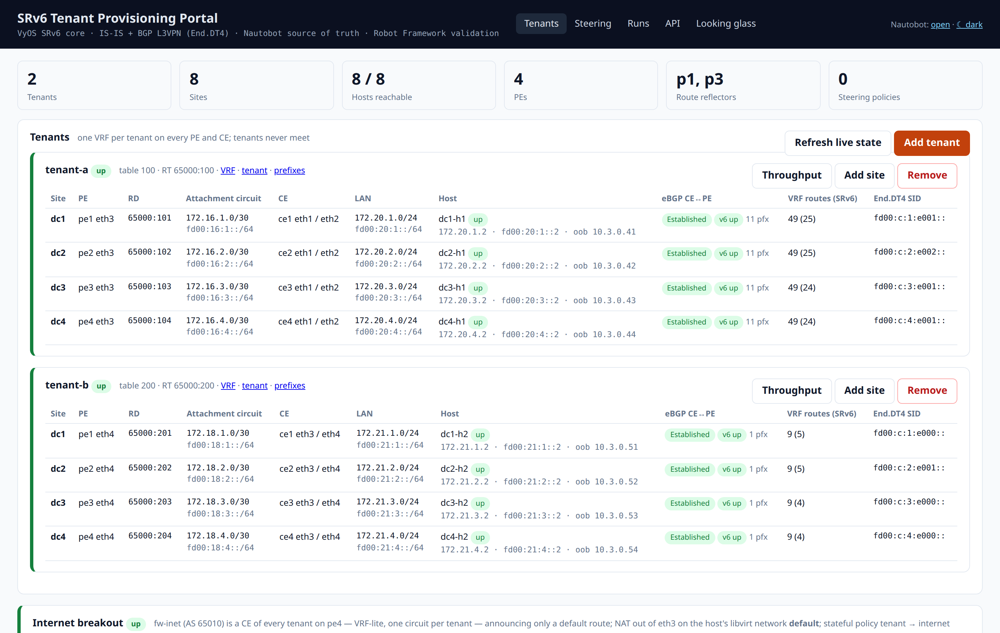 SRv6 Tenant Provisioning Portal
VyOS SRv6 core · IS-IS + BGP L3VPN (End.DT4) · Nautobot source of truth · Robot Framework validation
Tenants Steering Runs API Looking glass
Nautobot: open · ☾ dark
2
Tenants
8
Sites
8 / 8
Hosts reachable
4
PEs
p1, p3
Route reflectors
0
Steering policies
Tenants one VRF per tenant on every PE and CE; tenants never meet
Refresh live state Add tenant
tenant-a up table 100 · RT 65000:100 · VRF · tenant · prefixes
Throughput Add site Remove
Site PE RD Attachment circuit CE LAN Host eBGP CE↔PE VRF routes (SRv6) End.DT4 SID
dc1 pe1 eth3 65000:101 172.16.1.0/30 ce1 eth1 / eth2 172.20.1.0/24 dc1-h1 up Established v6 up 11 pfx 49 (25) fd00:c:1:e001::
fd00:16:1::/64 fd00:20:1::/64 172.20.1.2 · fd00:20:1::2 · oob 10.3.0.41
dc2 pe2 eth3 65000:102 172.16.2.0/30 ce2 eth1 / eth2 172.20.2.0/24 dc2-h1 up Established v6 up 11 pfx 49 (25) fd00:c:2:e002::
fd00:16:2::/64 fd00:20:2::/64 172.20.2.2 · fd00:20:2::2 · oob 10.3.0.42
dc3 pe3 eth3 65000:103 172.16.3.0/30 ce3 eth1 / eth2 172.20.3.0/24 dc3-h1 up Established v6 up 11 pfx 49 (24) fd00:c:3:e001::
fd00:16:3::/64 fd00:20:3::/64 172.20.3.2 · fd00:20:3::2 · oob 10.3.0.43
dc4 pe4 eth3 65000:104 172.16.4.0/30 ce4 eth1 / eth2 172.20.4.0/24 dc4-h1 up Established v6 up 11 pfx 49 (24) fd00:c:4:e001::
fd00:16:4::/64 fd00:20:4::/64 172.20.4.2 · fd00:20:4::2 · oob 10.3.0.44
tenant-b up table 200 · RT 65000:200 · VRF · tenant · prefixes
Throughput Add site Remove
Site PE RD Attachment circuit CE LAN Host eBGP CE↔PE VRF routes (SRv6) End.DT4 SID
dc1 pe1 eth4 65000:201 172.18.1.0/30 ce1 eth3 / eth4 172.21.1.0/24 dc1-h2 up Established v6 up 1 pfx 9 (5) fd00:c:1:e000::
fd00:18:1::/64 fd00:21:1::/64 172.21.1.2 · fd00:21:1::2 · oob 10.3.0.51
dc2 pe2 eth4 65000:202 172.18.2.0/30 ce2 eth3 / eth4 172.21.2.0/24 dc2-h2 up Established v6 up 1 pfx 9 (5) fd00:c:2:e001::
fd00:18:2::/64 fd00:21:2::/64 172.21.2.2 · fd00:21:2::2 · oob 10.3.0.52
dc3 pe3 eth4 65000:203 172.18.3.0/30 ce3 eth3 / eth4 172.21.3.0/24 dc3-h2 up Established v6 up 1 pfx 9 (4) fd00:c:3:e000::
fd00:18:3::/64 fd00:21:3::/64 172.21.3.2 · fd00:21:3::2 · oob 10.3.0.53
dc4 pe4 eth4 65000:204 172.18.4.0/30 ce4 eth3 / eth4 172.21.4.0/24 dc4-h2 up Established v6 up 1 pfx 9 (4) fd00:c:4:e000::
fd00:18:4::/64 fd00:21:4::/64 172.21.4.2 · fd00:21:4::2 · oob 10.3.0.54
Internet breakout up fw-inet (AS 65010) is a CE of every tenant on pe4 — VRF-lite, one circuit per tenant — announcing only a default route; NAT out of eth3 on the host's libvirt network default; stateful policy tenant → internet